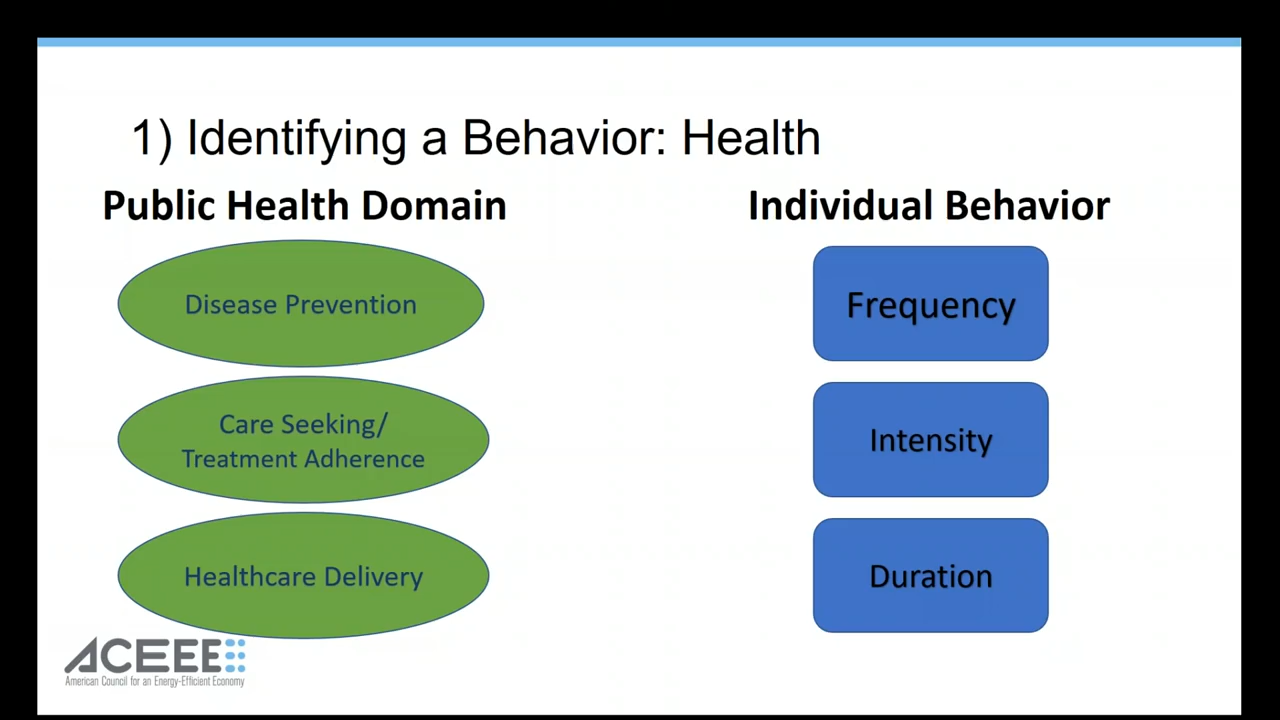 1) Identifying a Behavior: Health
Public Health Domain
Disease Prevention
Care Seeking/
Treatment Adherence
Healthcare Delivery
Individual Behavior
Frequency
Intensity
Duration
ACEEE
American Council for an Energy-Efficient Economy